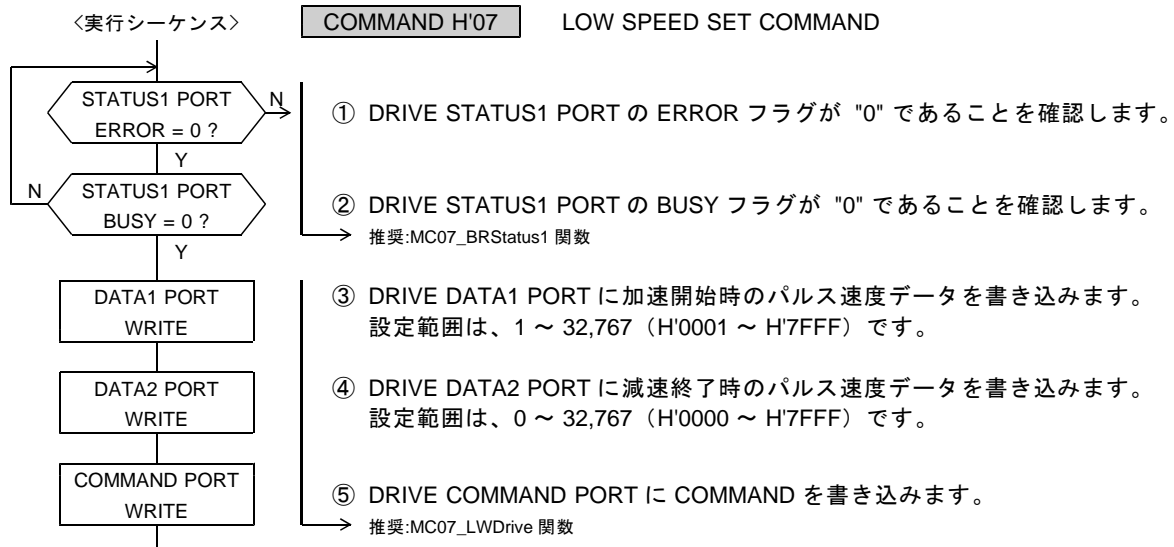 〈実行シーケンス〉 COMMAND H'07 LOW SPEED SET COMMAND
STATUS1 PORT
ERROR = 0 ?
N
Y
① DRIVE STATUS1 PORT の ERROR フラグが "0" であることを確認します。
N
STATUS1 PORT
BUSY = 0 ?
Y
② DRIVE STATUS1 PORT の BUSY フラグが "0" であることを確認します。
推奨:MC07_BRStatus1 関数
DATA1 PORT
WRITE
③ DRIVE DATA1 PORT に加速開始時のパルス速度データを書き込みます。
設定範囲は、1 ～ 32,767（H'0001 ～ H'7FFF）です。
DATA2 PORT
WRITE
④ DRIVE DATA2 PORT に減速終了時のパルス速度データを書き込みます。
設定範囲は、0 ～ 32,767（H'0000 ～ H'7FFF）です。
COMMAND PORT
WRITE
⑤ DRIVE COMMAND PORT に COMMAND を書き込みます。
推奨:MC07_LWDrive 関数